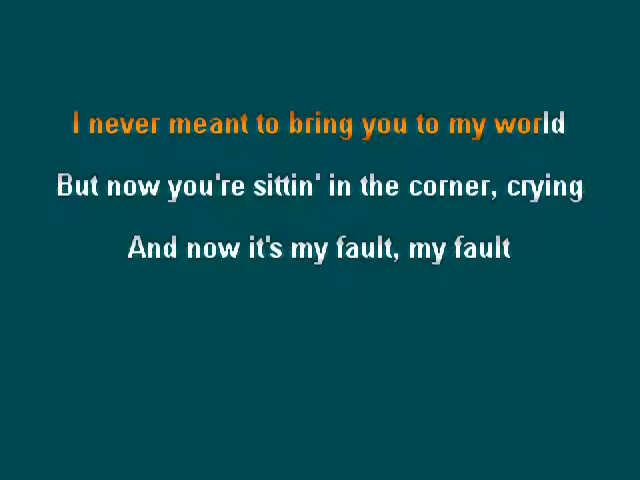 I never meant to bring you to my world
But now you're sittin' in the corner, crying
And now it's my fault, my fault